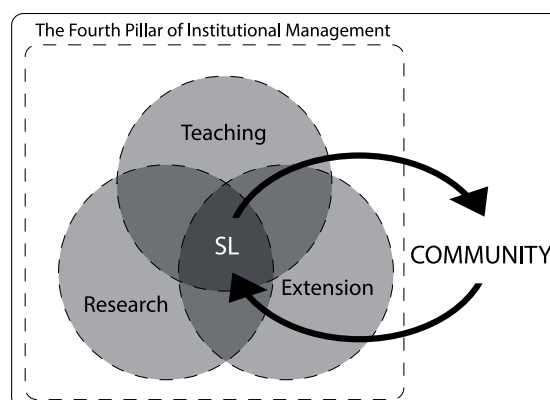 The Fourth Pillar of Institutional Management
Teaching
SL
COMMUNITY
Research
Extension